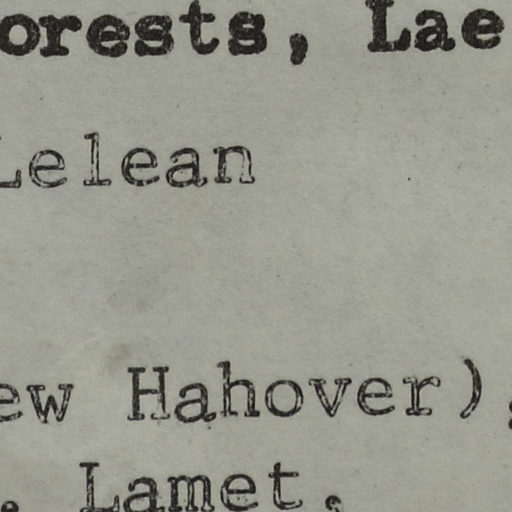 orests, Lae
Lelean
ew Hahover),
. Lamet.